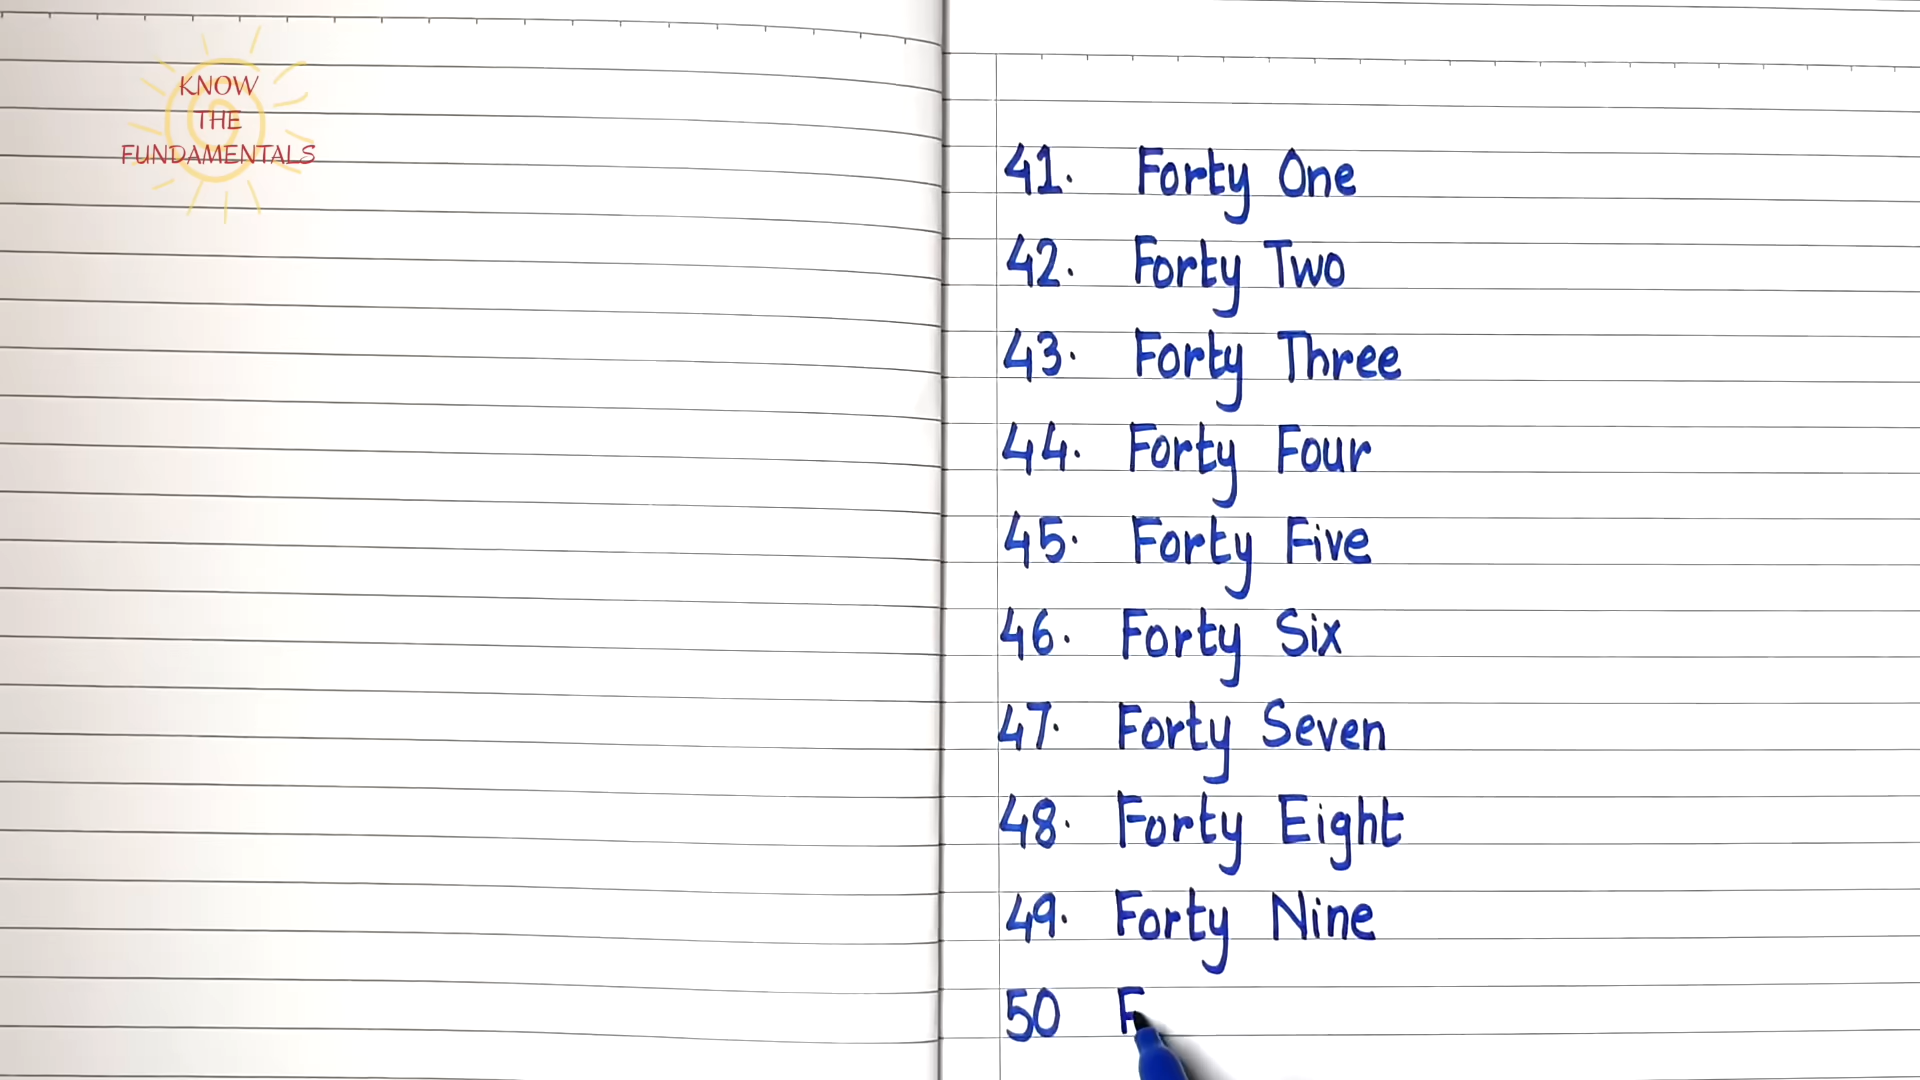 KNOW
THE
FUNDAMENTALS
41. Forty One
42. Forty Two
43. Forty Three
44. Forty Four
45. Forty Five
46. Forty Six
47. Forty Seven
48. Forty Eight
49. Forty Nine
50 F